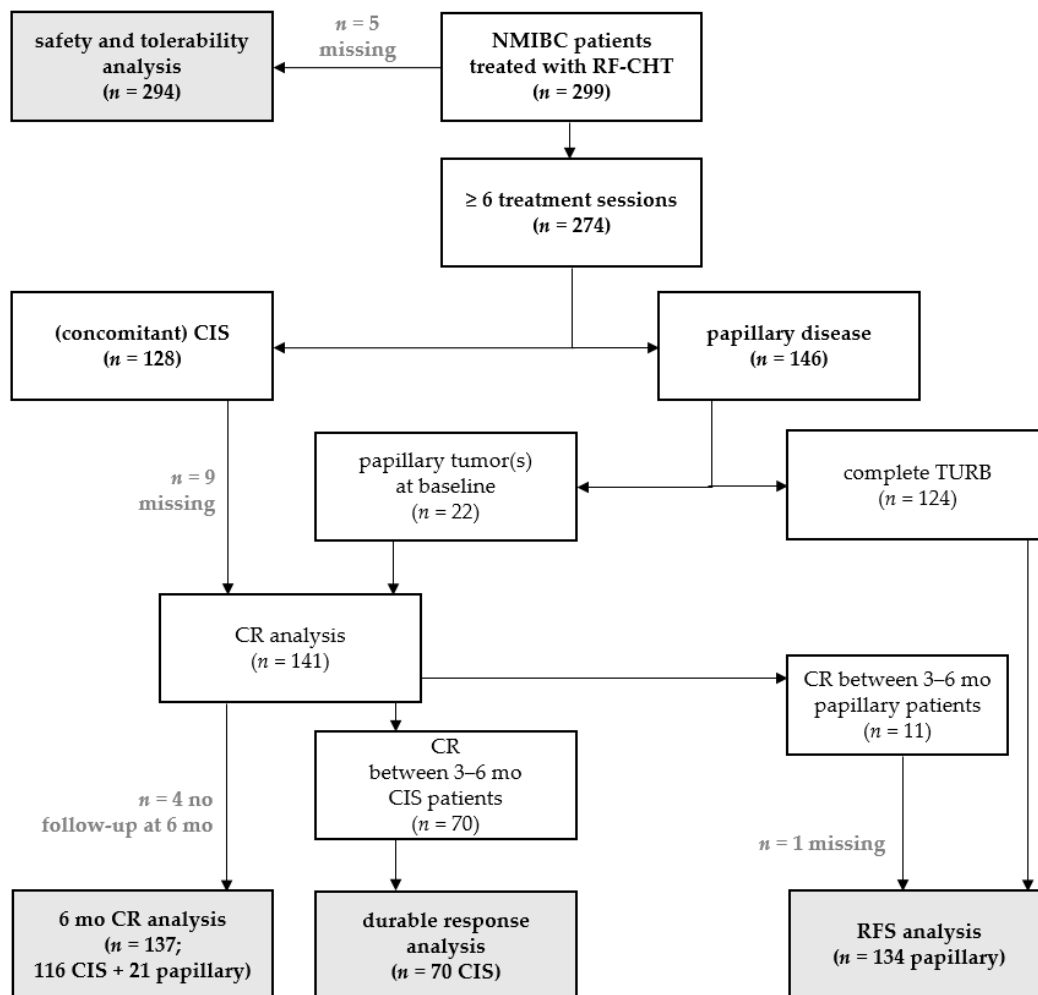 safety and tolerability
analysis
(n = 294)
n = 5
missing
NMIBC patients
treated with RF-CHT
(n = 299)
≥ 6 treatment sessions
(n = 274)
(concomitant) CIS
(n = 128)
papillary disease
(n = 146)
n = 9
missing
papillary tumor(s)
at baseline
(n = 22)
complete TURB
(n = 124)
CR analysis
(n = 141)
CR between 3–6 mo
papillary patients
(n = 11)
CR
between 3–6 mo
CIS patients
(n = 70)
n = 4 no
follow-up at 6 mo
n = 1 missing
6 mo CR analysis
(n = 137;
116 CIS + 21 papillary)
durable response
analysis
(n = 70 CIS)
RFS analysis
(n = 134 papillary)